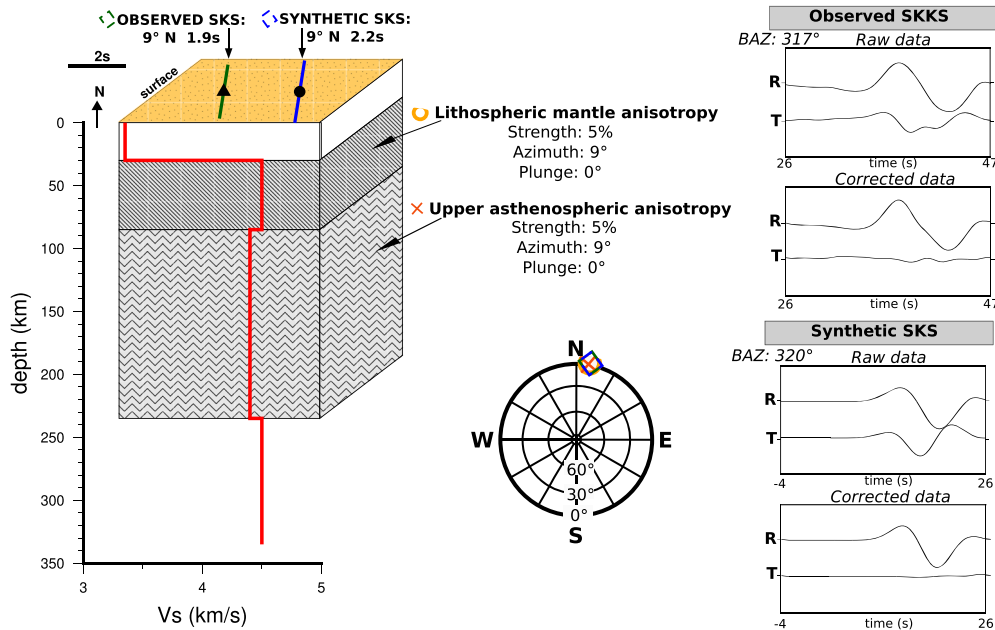 OBSERVED SKS:
9° N 1.9s
SYNTHETIC SKS:
9° N 2.2s
2s
surface
N
0
50
100
150
200
250
300
350
depth (km)
3
4
5
Vs (km/s)
Lithospheric mantle anisotropy
Strength: 5%
Azimuth: 9°
Plunge: 0°
Upper asthenospheric anisotropy
Strength: 5%
Azimuth: 9°
Plunge: 0°
N
W
E
S
60°
30°
0°
Observed SKKS
BAZ: 317°
Raw data
R
T
26
time (s)
47
Corrected data
R
T
26
time (s)
47
Synthetic SKS
BAZ: 320°
Raw data
R
T
-4
time (s)
26
Corrected data
R
T
-4
time (s)
26